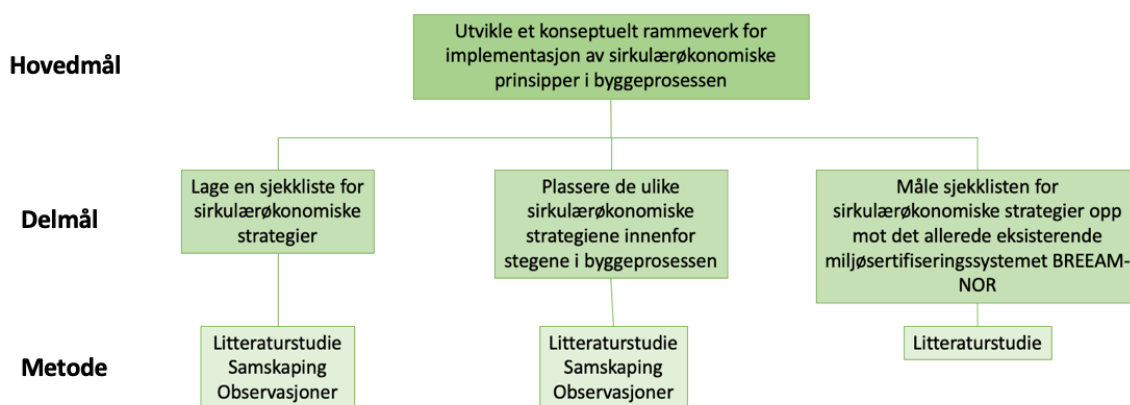 Hovedmål
Utvikle et konseptuelt rammeverk for
implementasjon av sirkulærøkonomiske
prinsipper i byggeprosessen
Delmål
Lage en sjekkliste for
sirkulærøkonomiske
strategier
Plassere de ulike
sirkulærøkonomiske
strategiene innenfor
stegene i byggeprosessen
Måle sjekklisten for
sirkulærøkonomiske strategier opp
mot det allerede eksisterende
miljøsertifiseringssystemet BREEAM-
NOR
Metode
Litteraturstudie
Samskaping
Observasjoner
Litteraturstudie
Samskaping
Observasjoner
Litteraturstudie